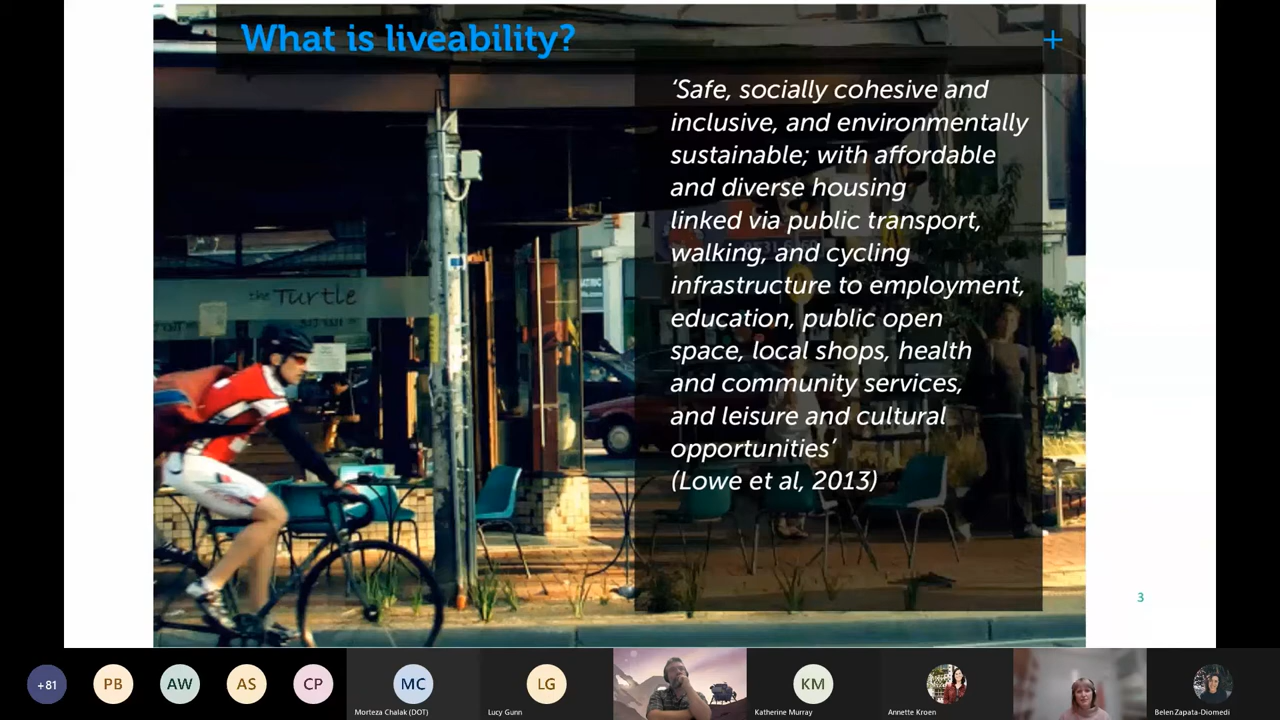 What is liveability?
+
‘Safe, socially cohesive and
inclusive, and environmentally
sustainable; with affordable
and diverse housing
linked via public transport,
walking, and cycling
infrastructure to employment,
education, public open
space, local shops, health
and community services,
and leisure and cultural
opportunities’
(Lowe et al, 2013)
the Turtle
3
+81
PB
AW
AS
CP
MC
LG
KM
Morteza Chalak (DOT)
Lucy Gunn
Katherine Murray
Annette Kroen
Belen Zapata-Diomedi